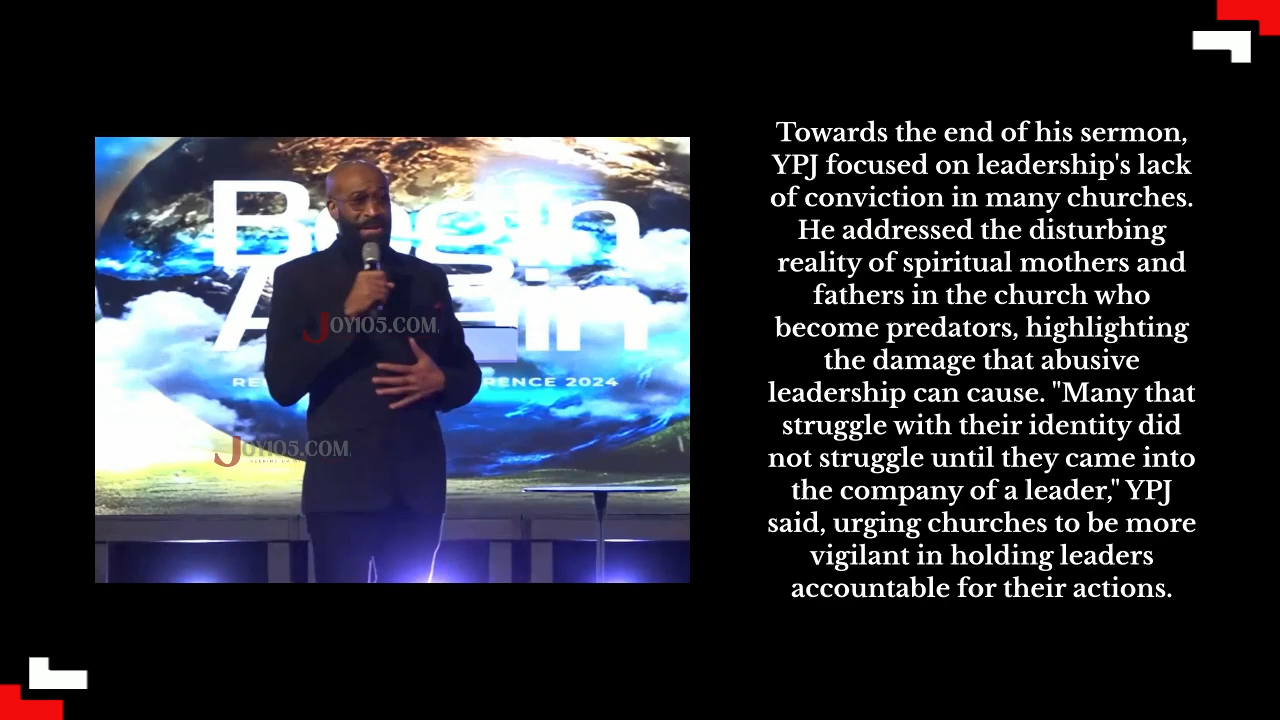 Begin
Again
JOY105.COM
CONFERENCE 2024
JOY105.COM
Towards the end of his sermon,
YPJ focused on leadership's lack
of conviction in many churches.
He addressed the disturbing
reality of spiritual mothers and
fathers in the church who
become predators, highlighting
the damage that abusive
leadership can cause. "Many that
struggle with their identity did
not struggle until they came into
the company of a leader," YPJ
said, urging churches to be more
vigilant in holding leaders
accountable for their actions.